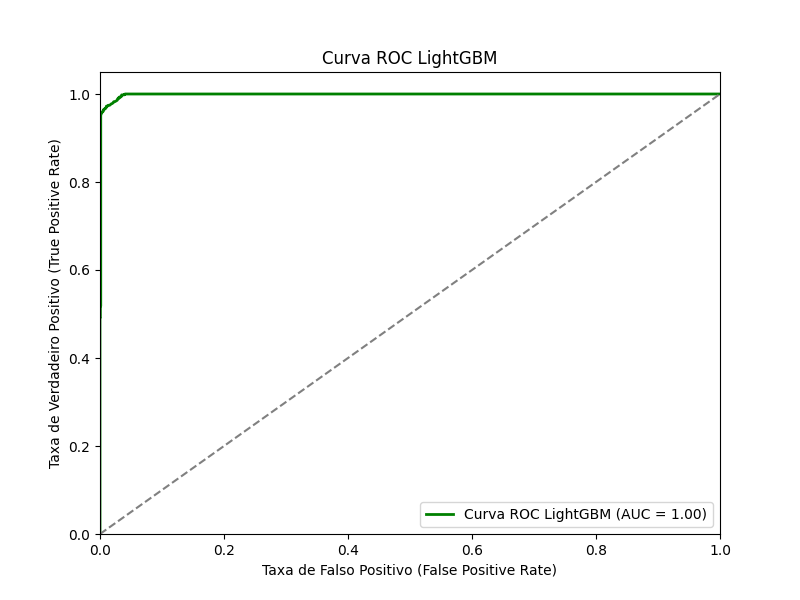 Curva ROC LightGBM
Taxa de Verdadeiro Positivo (True Positive Rate)
1.0
0.8
0.6
0.4
0.2
0.0
Curva ROC LightGBM (AUC = 1.00)
0.0 0.2 0.4 0.6 0.8 1.0
Taxa de Falso Positivo (False Positive Rate)